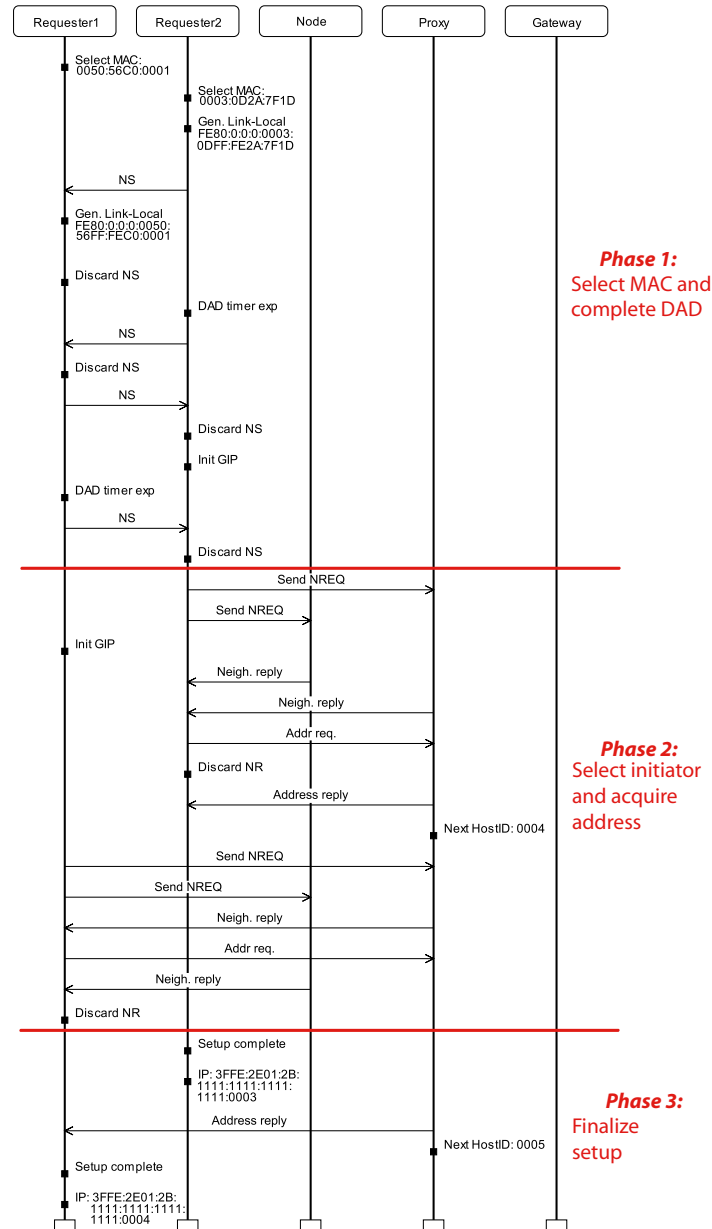 Requester1
Requester2
Node
Proxy
Gateway
Select MAC:
0050:56C0:0001
Select MAC:
0003:0D2A:7F1D
Gen. Link-Local
FE80:0:0:0:0003:
0DFF:FE2A:7F1D
NS
Gen. Link-Local
FE80:0:0:0:0050:
56FF:FEC0:0001
Phase 1:
Select MAC and
complete DAD
Discard NS
DAD timer exp
NS
Discard NS
NS
Discard NS
Init GIP
DAD timer exp
NS
Discard NS
Send NREQ
Send NREQ
Init GIP
Neigh. reply
Neigh. reply
Addr req.
Phase 2:
Select initiator
and acquire
address
Discard NR
Address reply
Next HostID: 0004
Send NREQ
Send NREQ
Neigh. reply
Addr req.
Neigh. reply
Discard NR
Setup complete
IP: 3FFE:2E01:2B:
1111:1111:1111:
1111:0003
Phase 3:
Finalize
setup
Address reply
Next HostID: 0005
Setup complete
IP: 3FFE:2E01:2B:
1111:1111:1111:
1111:0004